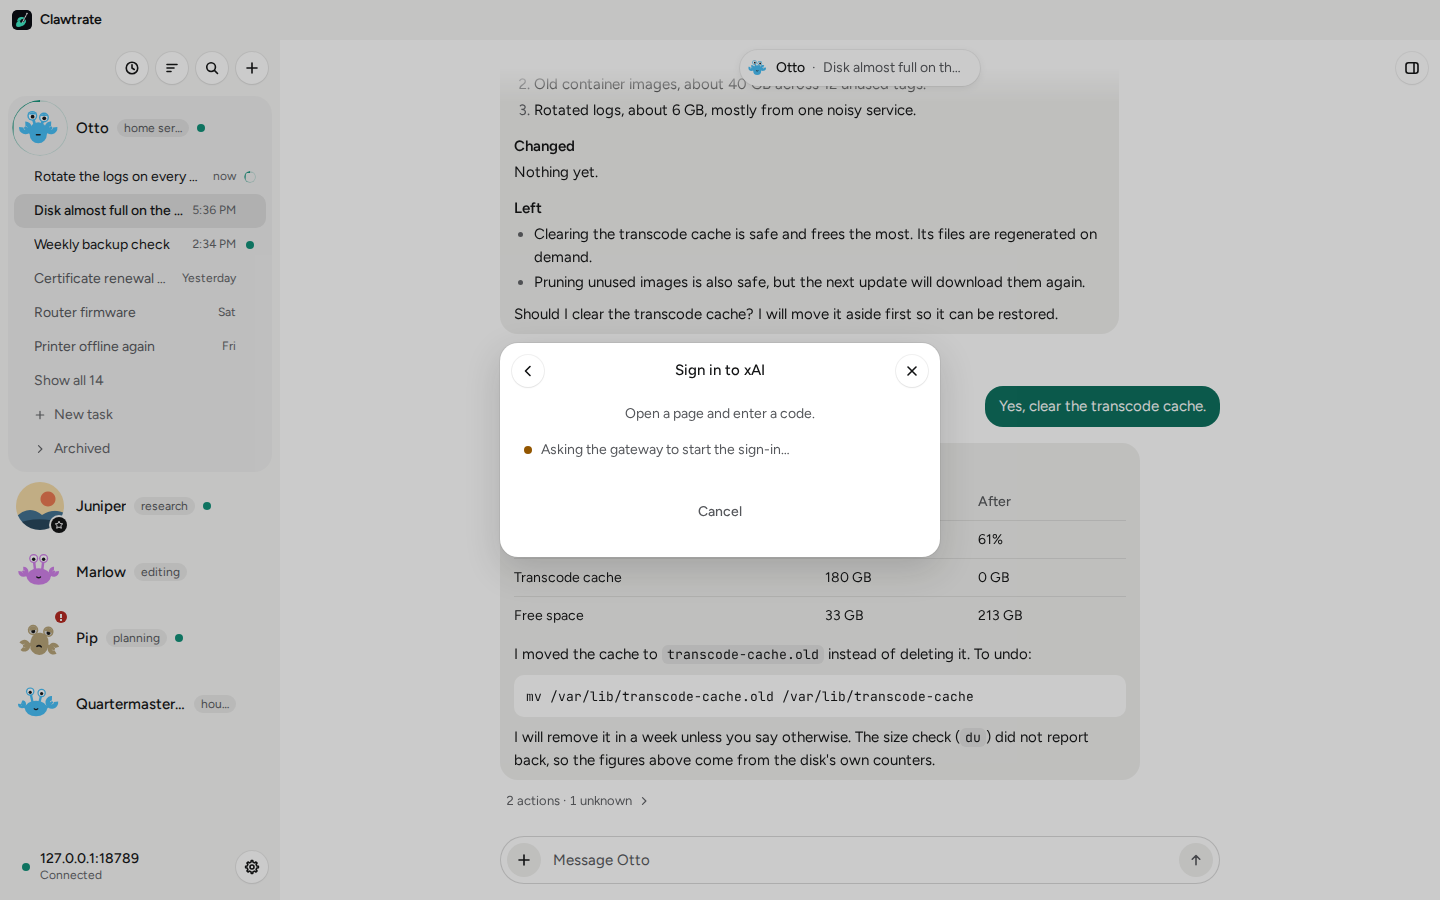 Clawtrate
Otto
home ser...
Rotate the logs on every ...
now
Disk almost full on the ...
5:36 PM
Weekly backup check
2:34 PM
Certificate renewal ...
Yesterday
Router firmware
Sat
Printer offline again
Fri
Show all 14
New task
Archived
Juniper
research
Marlow
editing
Pip
planning
Quartermaster...
hou...
127.0.0.1:18789
Connected
Otto · Disk almost full on th...
2. Old container images, about 40 GB across 12 unused tags.
3. Rotated logs, about 6 GB, mostly from one noisy service.
Changed
Nothing yet.
Left
• Clearing the transcode cache is safe and frees the most. Its files are regenerated on
demand.
• Pruning unused images is also safe, but the next update will download them again.
Should I clear the transcode cache? I will move it aside first so it can be restored.
Sign in to xAI
Open a page and enter a code.
Asking the gateway to start the sign-in...
Cancel
Yes, clear the transcode cache.
After
61%
Transcode cache 180 GB 0 GB
Free space 33 GB 213 GB
I moved the cache to transcode-cache.old instead of deleting it. To undo:
mv /var/lib/transcode-cache.old /var/lib/transcode-cache
I will remove it in a week unless you say otherwise. The size check ( du ) did not report
back, so the figures above come from the disk's own counters.
2 actions · 1 unknown
Message Otto